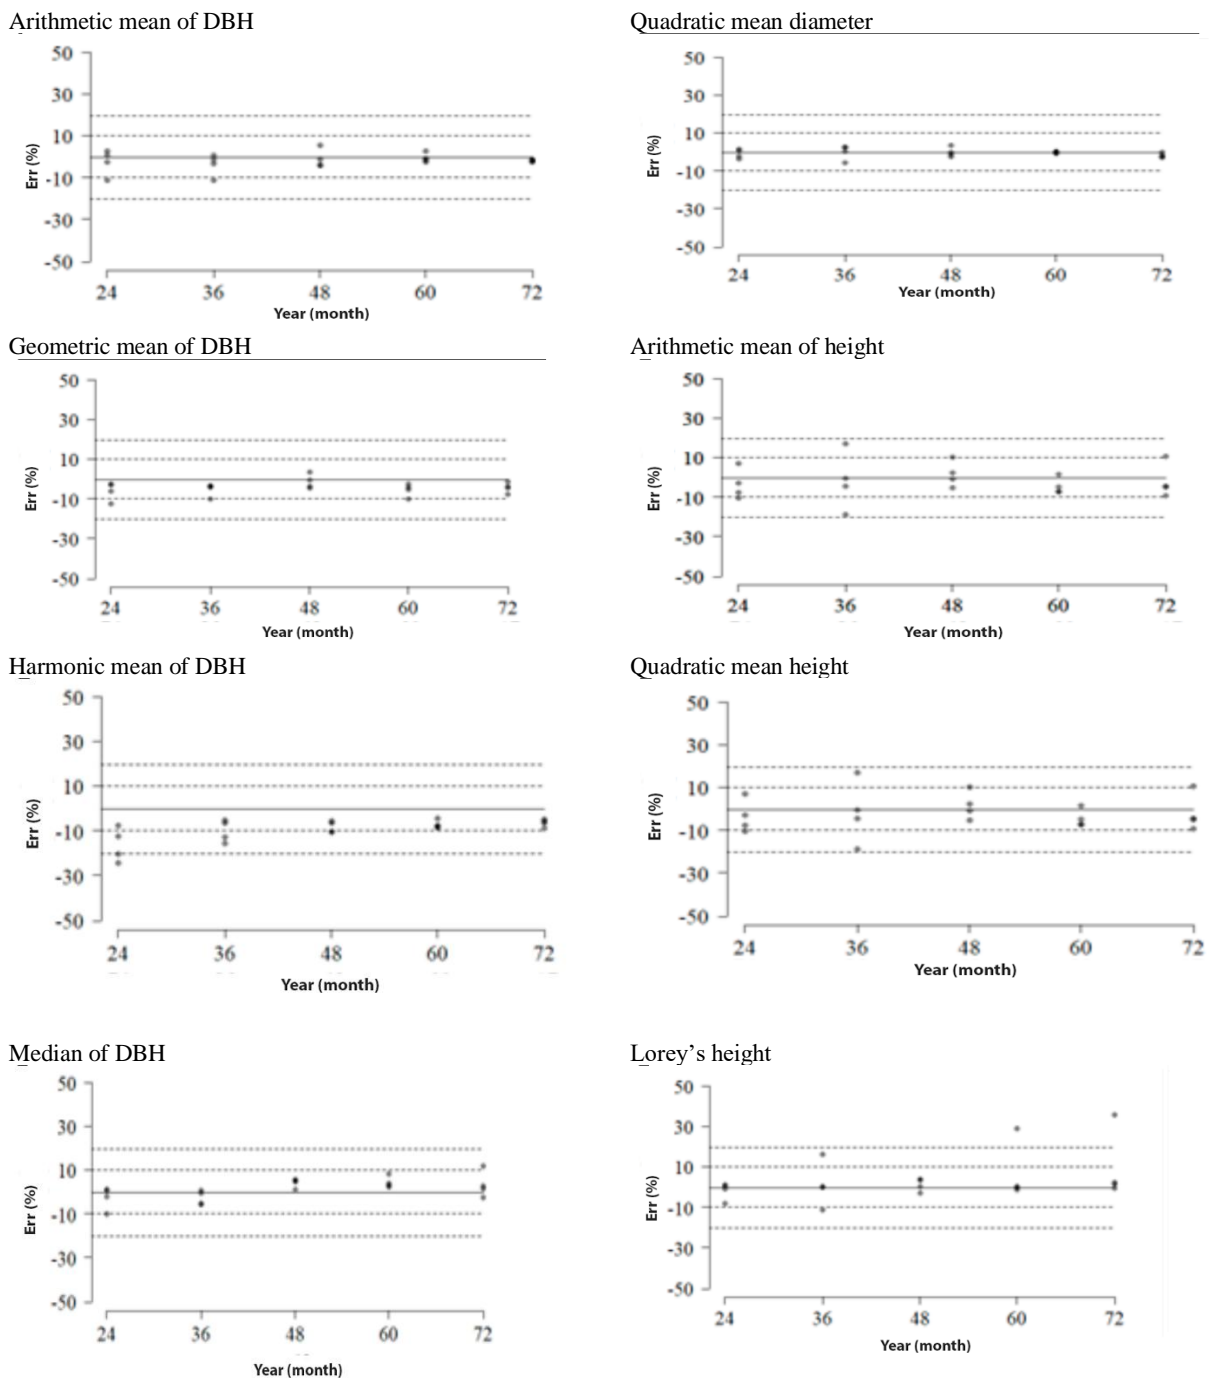 Arithmetic mean of DBH
50
30
10
-10
-30
-50
Err (%)
24 36 48 60 72
Year (month)
Quadratic mean diameter
50
30
10
-10
-30
-50
Err (%)
24 36 48 60 72
Year (month)
Geometric mean of DBH
50
30
10
-10
-30
-50
Err (%)
24 36 48 60 72
Year (month)
Arithmetic mean of height
50
30
10
-10
-30
-50
Err (%)
24 36 48 60 72
Year (month)
Harmonic mean of DBH
50
30
10
-10
-30
-50
Err (%)
24 36 48 60 72
Year (month)
Quadratic mean height
50
30
10
-10
-30
-50
Err (%)
24 36 48 60 72
Year (month)
Median of DBH
50
30
10
-10
-30
-50
Err (%)
24 36 48 60 72
Year (month)
Lorey's height
50
30
10
-10
-30
-50
Err (%)
24 36 48 60 72
Year (month)